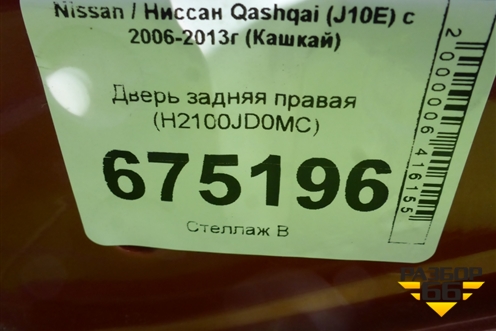 Nissan / Ниссан Qashqai (J10E) с
2006-2013г (Кашкай)
Дверь задняя правая
(H2100JD0MC)
675196
Стеллаж В
2000006416155
РАЗБОР
66